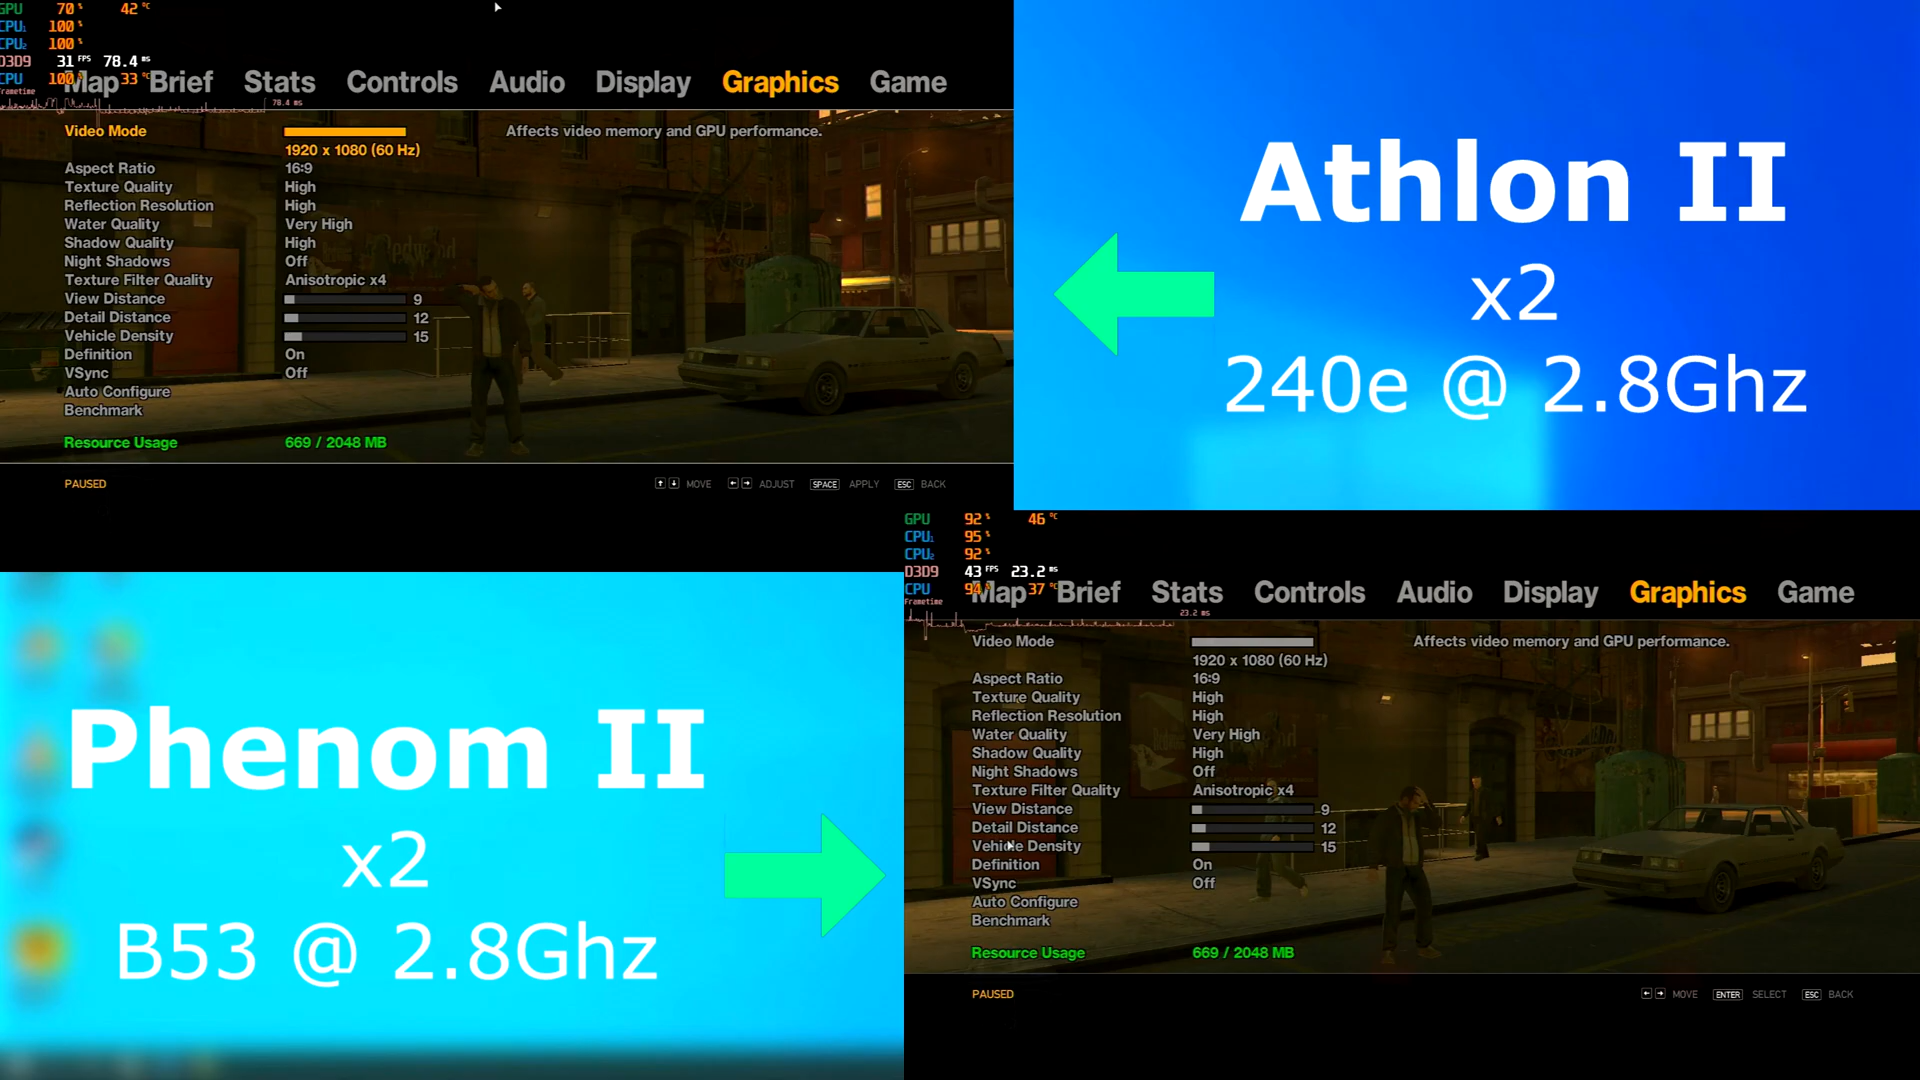 GPU 70 % 42 °C
CPU1 100 %
CPU2 100 %
D3D9 31 FPS 78.4 ms
CPU 100 % 33 °C
Frametime
78.4 ms
Map Brief Stats Controls Audio Display Graphics Game
Video Mode
1920 x 1080 (60 Hz)
Affects video memory and GPU performance.
Aspect Ratio 16:9
Texture Quality High
Reflection Resolution High
Water Quality Very High
Shadow Quality High
Night Shadows Off
Texture Filter Quality Anisotropic x4
View Distance 9
Detail Distance 12
Vehicle Density 15
Definition On
VSync Off
Auto Configure
Benchmark
Resource Usage 669 / 2048 MB
PAUSED
MOVE ADJUST SPACE APPLY ESC BACK
Athlon II
x2
240e @ 2.8Ghz
Phenom II
x2
B53 @ 2.8Ghz
GPU 92 % 46 °C
CPU1 95 %
CPU2 92 %
D3D9 43 FPS 23.2 ms
CPU 94 % 37 °C
Frametime
23.2 ms
Map Brief Stats Controls Audio Display Graphics Game
Video Mode
1920 x 1080 (60 Hz)
Affects video memory and GPU performance.
Aspect Ratio 16:9
Texture Quality High
Reflection Resolution High
Water Quality Very High
Shadow Quality High
Night Shadows Off
Texture Filter Quality Anisotropic x4
View Distance 9
Detail Distance 12
Vehicle Density 15
Definition On
VSync Off
Auto Configure
Benchmark
Resource Usage 669 / 2048 MB
PAUSED
MOVE ENTER SELECT ESC BACK